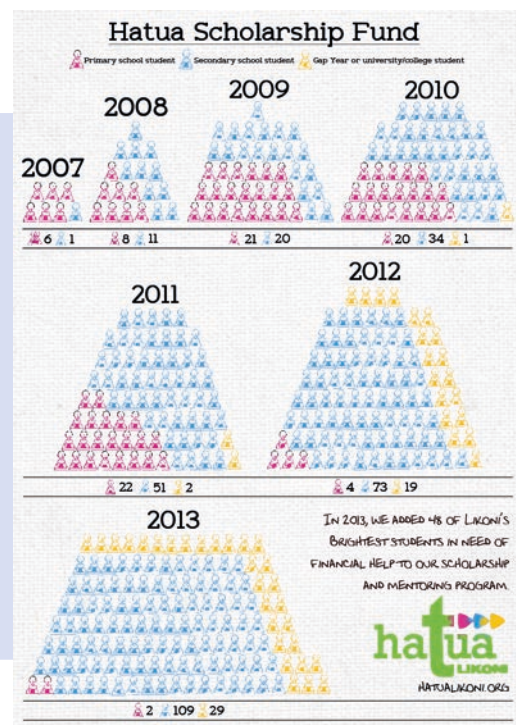 Hatua Scholarship Fund
Primary school student Secondary school student Gap Year or university/college student
2007
2008
2009
2010
6 1
8 11
21 20
20 34 1
2011
2012
22 51 2
4 73 19
2013
IN 2013, WE ADDED 48 OF LIKONI'S
BRIGHTEST STUDENTS IN NEED OF
FINANCIAL HELP TO OUR SCHOLARSHIP
AND MENTORING PROGRAM.
hatua
LIKONI
HATUALIKONI.ORG
2 109 29